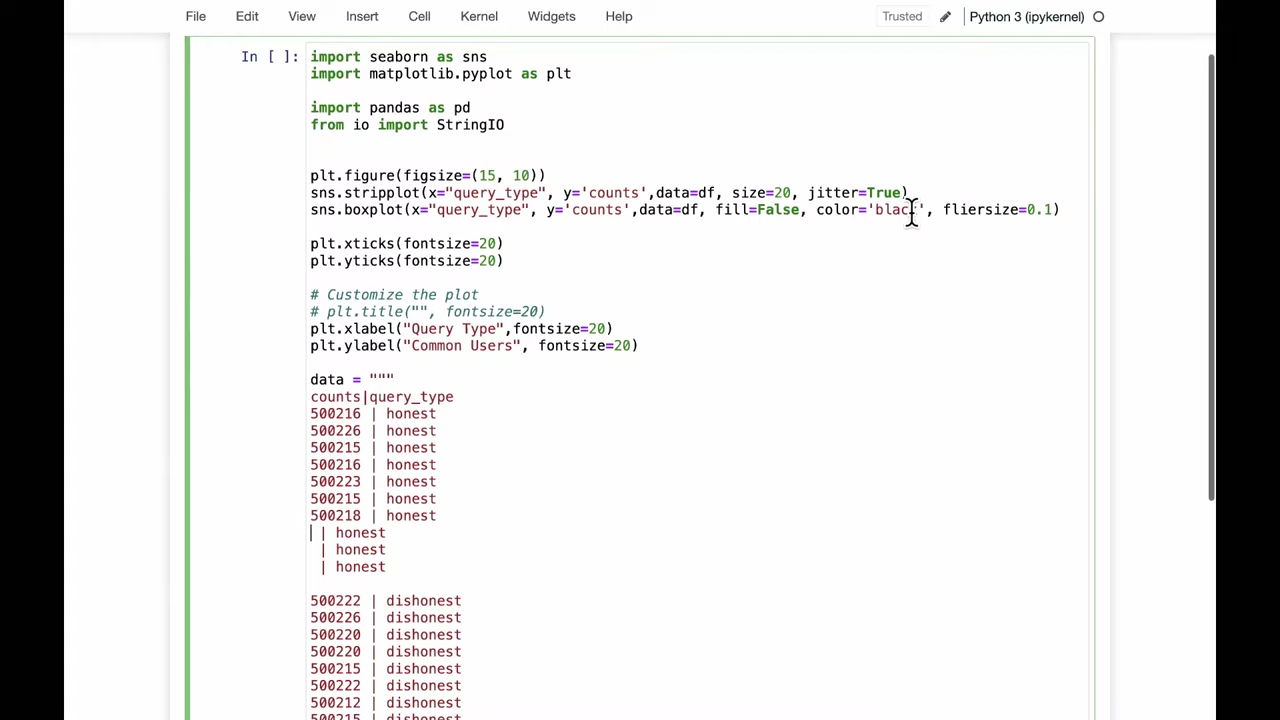 File Edit View Insert Cell Kernel Widgets Help Trusted Python 3 (ipykernel)
In [ ]: import seaborn as sns
import matplotlib.pyplot as plt
import pandas as pd
from io import StringIO
plt.figure(figsize=(15, 10))
sns.stripplot(x="query_type", y='counts',data=df, size=20, jitter=True)
sns.boxplot(x="query_type", y='counts',data=df, fill=False, color='black', fliersize=0.1)
plt.xticks(fontsize=20)
plt.yticks(fontsize=20)
# Customize the plot
# plt.title("", fontsize=20)
plt.xlabel("Query Type",fontsize=20)
plt.ylabel("Common Users", fontsize=20)
data = """
counts|query_type
500216 | honest
500226 | honest
500215 | honest
500216 | honest
500223 | honest
500215 | honest
500218 | honest
| honest
| honest
| honest
500222 | dishonest
500226 | dishonest
500220 | dishonest
500220 | dishonest
500215 | dishonest
500222 | dishonest
500212 | dishonest
500215 | dishonest